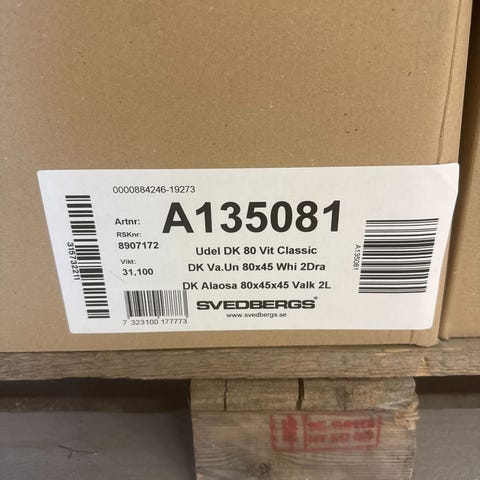 0000884246-19273
Artnr:
A135081
RSKnr:
8907172
Vikt:
31,100
Udel DK 80 Vit Classic
DK Va.Un 80x45 Whi 2Dra
DK Alaosa 80x45x45 Valk 2L
SVEDBERGS®
www.svedbergs.se
7 323100 177773
316732211
A135081